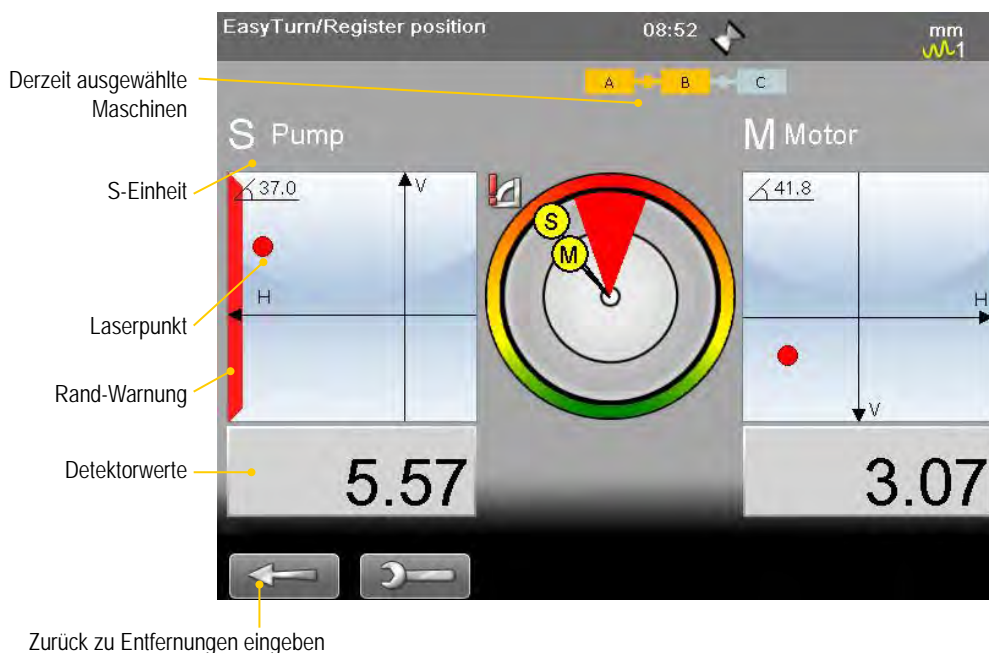 EasyTurn/Register position 08:52 mm
1
Derzeit ausgewählte
Maschinen
A B C
S Pump M Motor
S-Einheit
37.0 V 41.8
S
M
H H
Laserpunkt
Rand-Warnung
V
Detektorwerte
5.57 3.07
Zurück zu Entfernungen eingeben